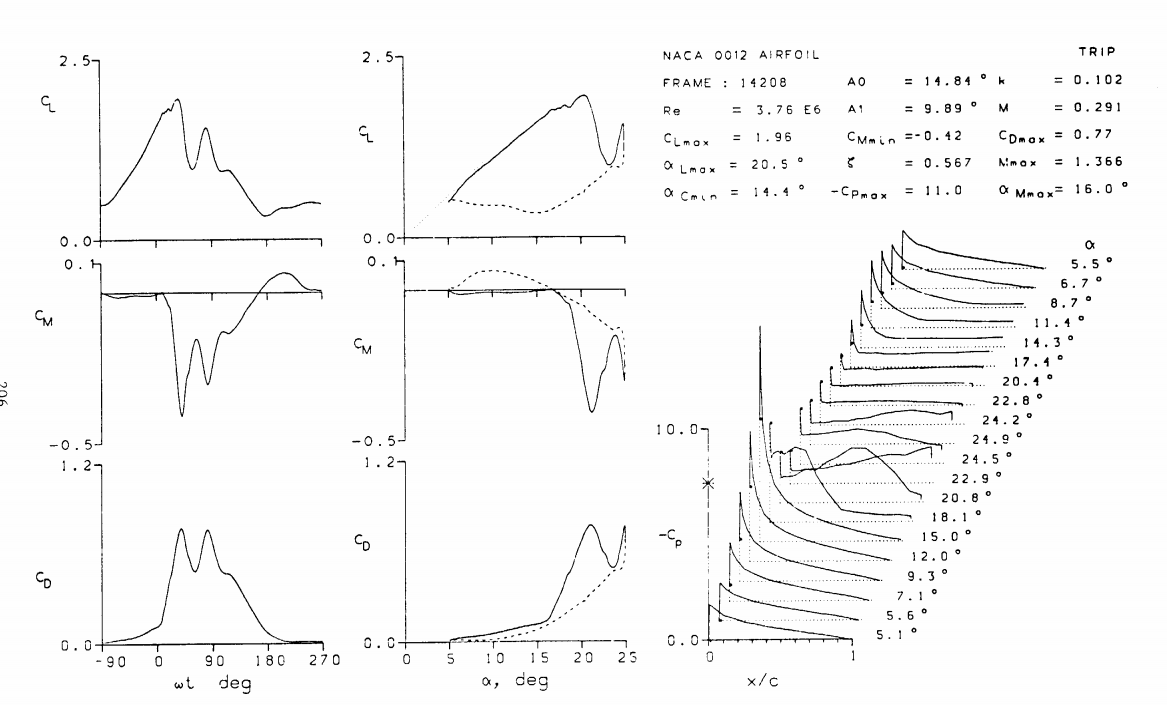 NACA 0012 AIRFOIL TRIP
FRAME : 14208 A0 = 14.84 ° k = 0.102
Re = 3.76 E6 A1 = 9.89 ° M = 0.291
CLmax = 1.96 CMmin =-0.42 CDmax = 0.77
α Lmax = 20.5 ° ζ = 0.567 Mmax = 1.366
α Cmin = 14.4 ° -Cpmax = 11.0 α Mmax= 16.0 °
2.5
CL
0.0
0.1
CM
-0.5
1.2
CD
0.0
-90 0 90 180 270
ωt deg
2.5
CL
0.0
0.1
CM
-0.5
1.2
CD
0.0
0 5 10 15 20 25
α, deg
α
5.5 °
6.7 °
8.7 °
11.4 °
14.3 °
17.4 °
20.4 °
22.8 °
24.2 °
24.9 °
24.5 °
22.9 °
20.8 °
18.1 °
15.0 °
12.0 °
9.3 °
7.1 °
5.6 °
5.1 °
10.0
-Cp
0.0
0 1
x/c
206